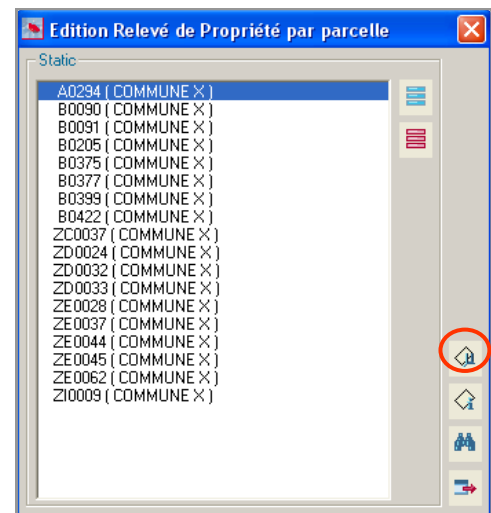 Edition Relevé de Propriété par parcelle
Static
A0294 ( COMMUNE X )
B0090 ( COMMUNE X )
B0091 ( COMMUNE X )
B0205 ( COMMUNE X )
B0375 ( COMMUNE X )
B0377 ( COMMUNE X )
B0399 ( COMMUNE X )
B0422 ( COMMUNE X )
ZC0037 ( COMMUNE X )
ZD0024 ( COMMUNE X )
ZD0032 ( COMMUNE X )
ZD0033 ( COMMUNE X )
ZE0028 ( COMMUNE X )
ZE0037 ( COMMUNE X )
ZE0044 ( COMMUNE X )
ZE0045 ( COMMUNE X )
ZE0062 ( COMMUNE X )
ZI0009 ( COMMUNE X )